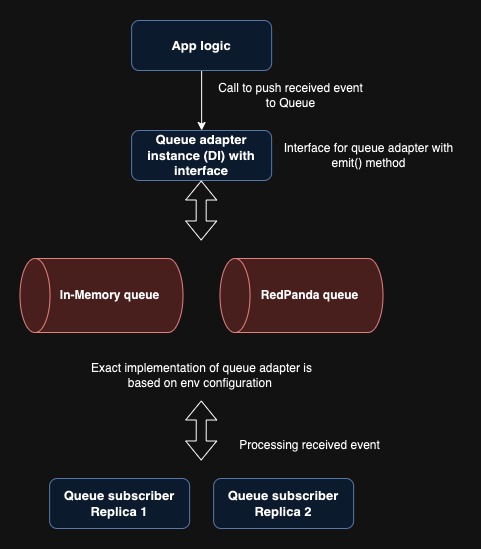 App logic
Call to push received event
to Queue
Queue adapter
instance (DI) with
interface
Interface for queue adapter with
emit() method
In-Memory queue
RedPanda queue
Exact implementation of queue adapter is
based on env configuration
Processing received event
Queue subscriber
Replica 1
Queue subscriber
Replica 2